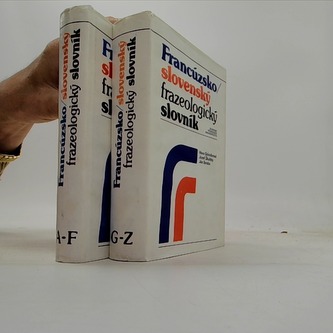 Francúzsko/slovenský
frazeologický slovník
A-F
Francúzsko/slovenský
frazeologický slovník
G-Z
Francúzsko/
slovenský
frazeologický
slovník